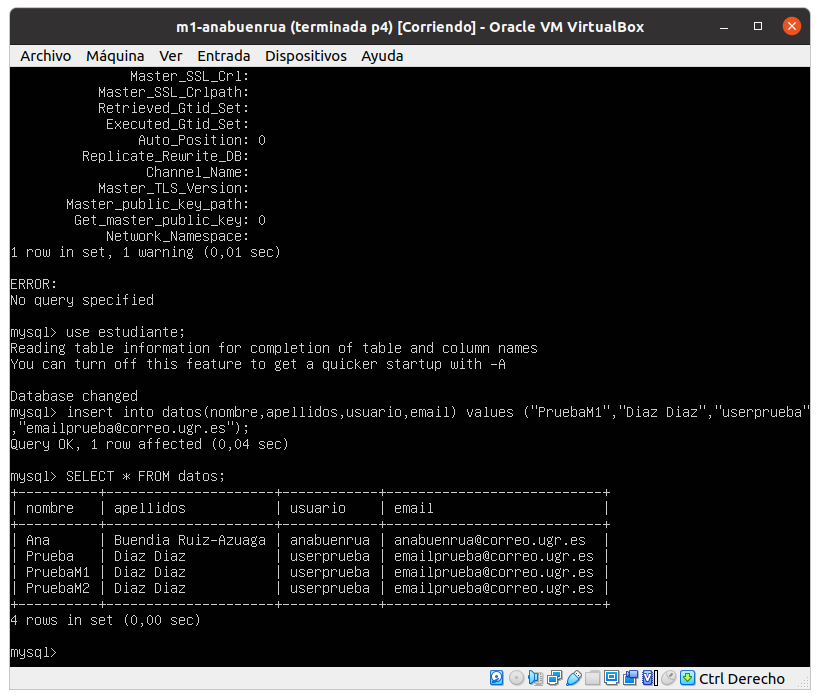 m1-anabuenrua (terminada p4) [Corriendo] - Oracle VM VirtualBox
Archivo Máquina Ver Entrada Dispositivos Ayuda
Master_SSL_Crl:
Master_SSL_Crlpath:
Retrieved_Gtid_Set:
Executed_Gtid_Set:
Auto_Position: 0
Replicate_Rewrite_DB:
Channel_Name:
Master_TLS_Version:
Master_public_key_path:
Get_master_public_key: 0
Network_Namespace:
1 row in set, 1 warning (0,01 sec)
ERROR:
No query specified
mysql> use estudiante;
Reading table information for completion of table and column names
You can turn off this feature to get a quicker startup with -A
Database changed
mysql> insert into datos(nombre,apellidos,usuario,email) values ("PruebaM1","Diaz Diaz","userprueba"
,"emailprueba@correo.ugr.es");
Query OK, 1 row affected (0,04 sec)
mysql> SELECT * FROM datos;
+----------+---------------------+------------+---------------------------+
| nombre   | apellidos           | usuario    | email                     |
+----------+---------------------+------------+---------------------------+
| Ana      | Buendia Ruiz-Azuaga | anabuenrua | anabuenrua@correo.ugr.es  |
| Prueba   | Diaz Diaz           | userprueba | emailprueba@correo.ugr.es |
| PruebaM1 | Diaz Diaz           | userprueba | emailprueba@correo.ugr.es |
| PruebaM2 | Diaz Diaz           | userprueba | emailprueba@correo.ugr.es |
+----------+---------------------+------------+---------------------------+
4 rows in set (0,00 sec)
mysql>
Ctrl Derecho